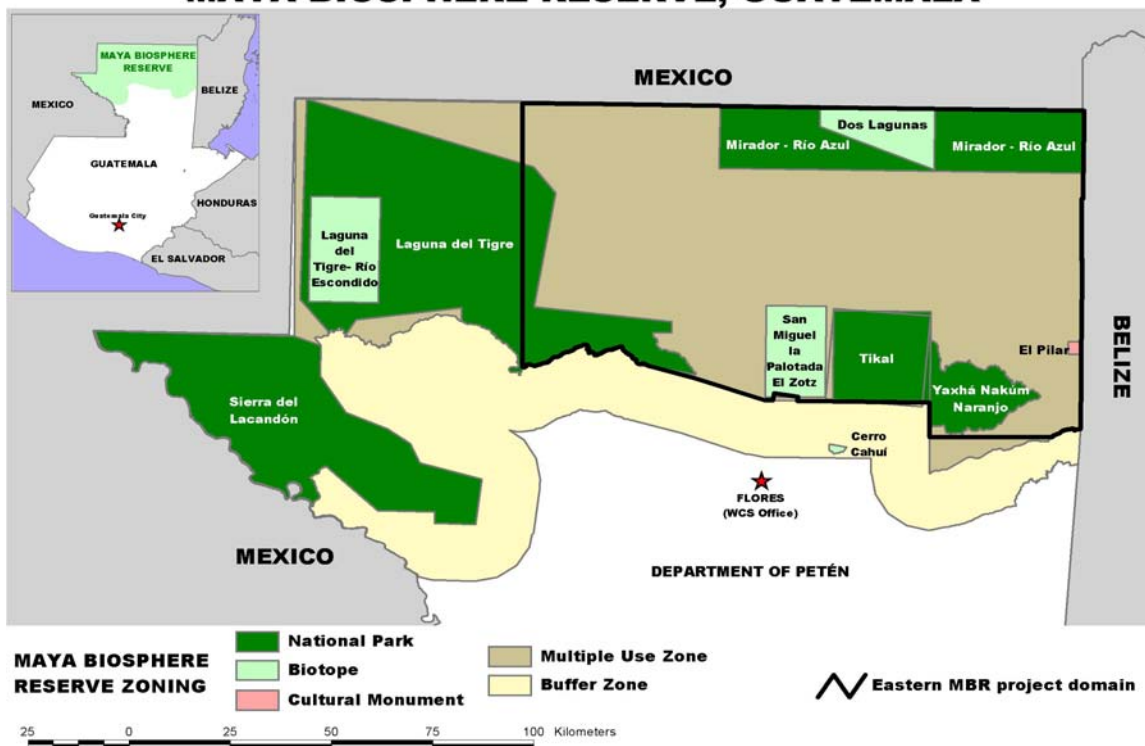 MAYA BIOSPHERE RESERVE, GUATEMALA
MAYA BIOSPHERE
RESERVE
MEXICO
BELIZE
GUATEMALA
Guatemala City
HONDURAS
EL SALVADOR
MEXICO
Dos Lagunas
Mirador - Río Azul
Mirador - Río Azul
Laguna
del
Tigre- Río
Escondido
Laguna del Tigre
San
Miguel
la
Palotada
El Zotz
Tikal
El Pilar
Yaxhá Nakúm
Naranjo
BELIZE
Sierra del
Lacandón
Cerro
Cahuí
FLORES
(WCS Office)
MEXICO
DEPARTMENT OF PETÉN
MAYA BIOSPHERE
RESERVE ZONING
National Park
Biotope
Cultural Monument
Multiple Use Zone
Buffer Zone
Eastern MBR project domain
25 0 25 50 75 100 Kilometers